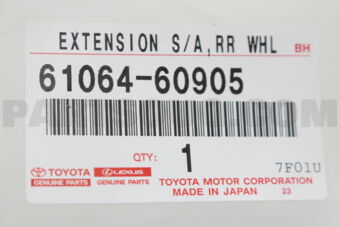 EXTENSION S/A, RR WHL BH
61064-60905
QTY: 1 7F01U
TOYOTA LEXUS TOYOTA MOTOR CORPORATION
GENUINE PARTS GENUINE PARTS MADE IN JAPAN 23